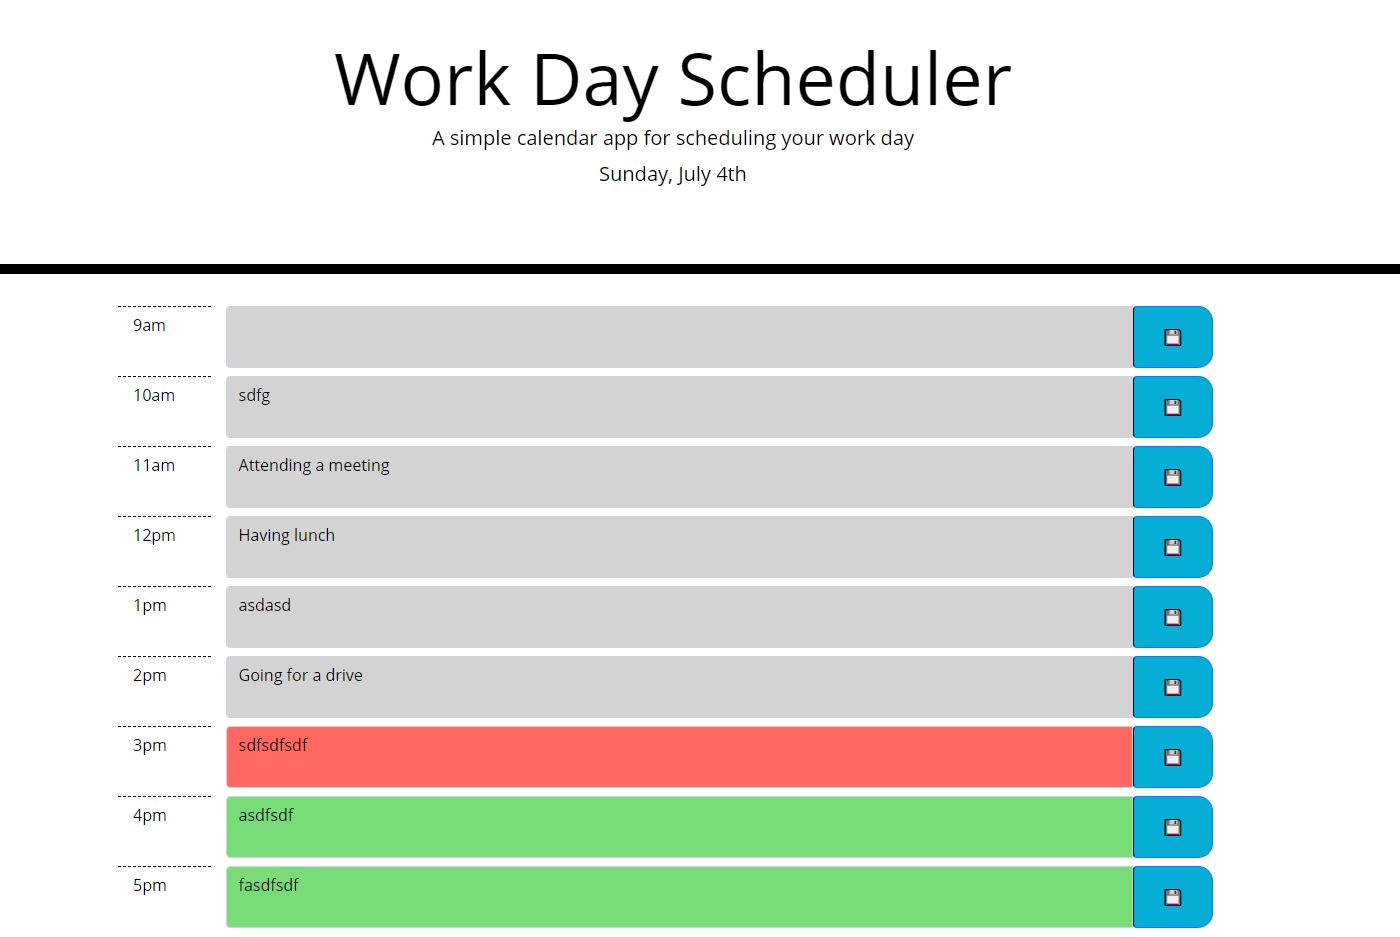 Work Day Scheduler
A simple calendar app for scheduling your work day
Sunday, July 4th
9am
10am sdfg
11am Attending a meeting
12pm Having lunch
1pm asdasd
2pm Going for a drive
3pm sdfsdfsdf
4pm asdfsdf
5pm fasdfsdf